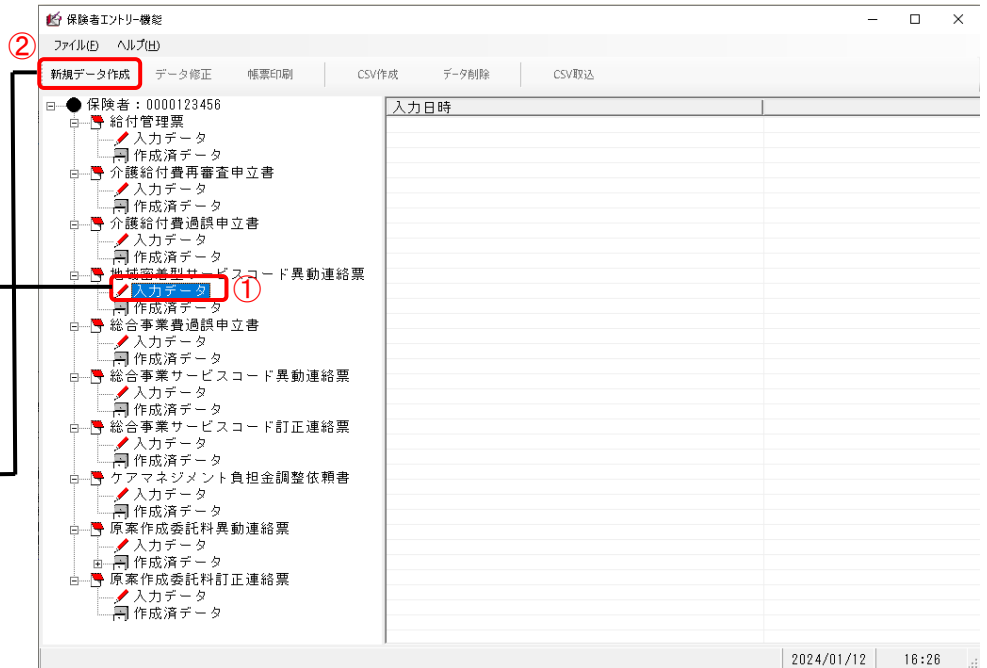 保険者エントリー機能
ファイル(F) ヘルプ(H)
②
新規データ作成 データ修正 帳票印刷 CSV作成 データ削除 CSV取込
保険者：0000123456
入力日時
給付管理票
入力データ
作成済データ
介護給付費再審査申立書
入力データ
作成済データ
介護給付費過誤申立書
入力データ
作成済データ
地域密着型サービスコード異動連絡票
入力データ ①
作成済データ
総合事業費過誤申立書
入力データ
作成済データ
総合事業サービスコード異動連絡票
入力データ
作成済データ
総合事業サービスコード訂正連絡票
入力データ
作成済データ
ケアマネジメント負担金調整依頼書
入力データ
作成済データ
原案作成委託料異動連絡票
入力データ
作成済データ
原案作成委託料訂正連絡票
入力データ
作成済データ
2024/01/12 16:26